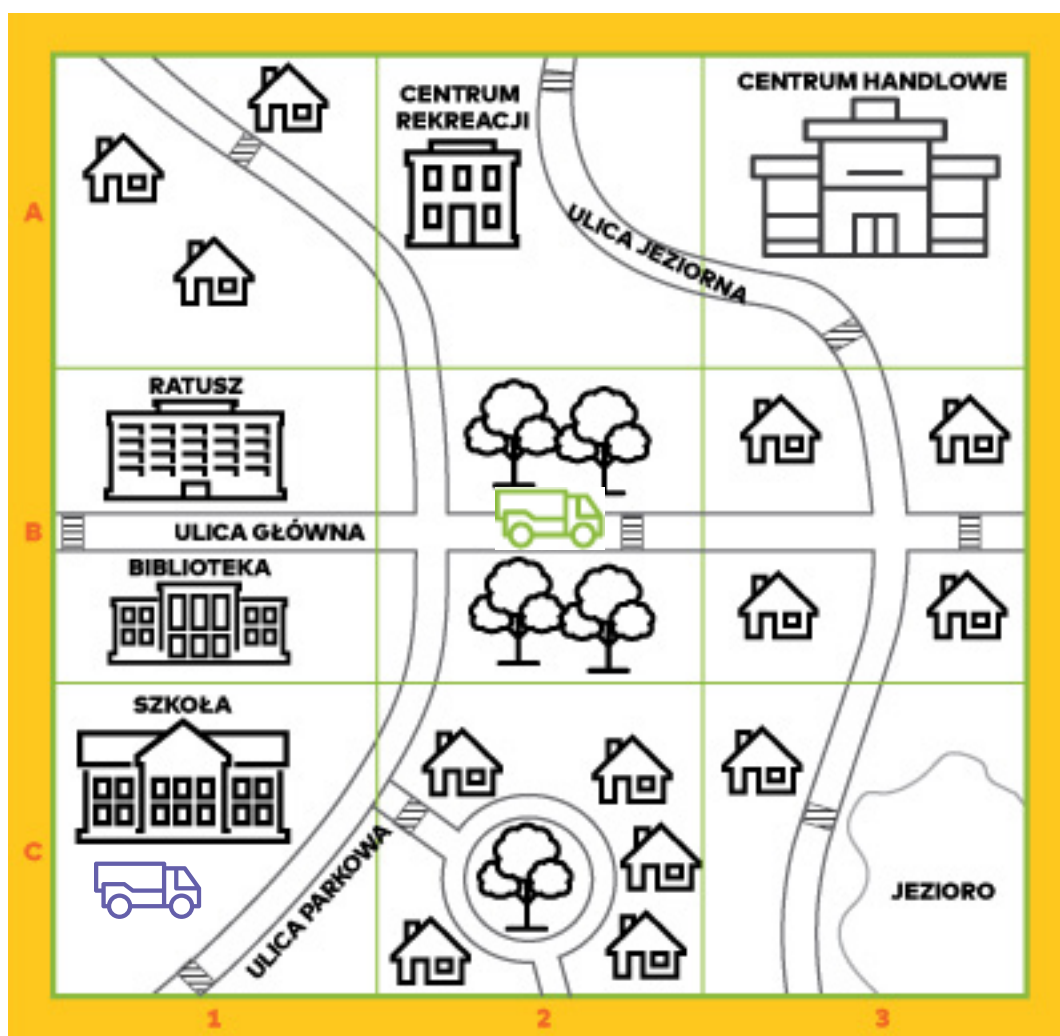 CENTRUM
REKREACJI
CENTRUM HANDLOWE
A
ULICA JEZIORNA
RATUSZ
B
ULICA GŁÓWNA
BIBLIOTEKA
SZKOŁA
C
ULICA PARKOWA
JEZIORO
1
2
3